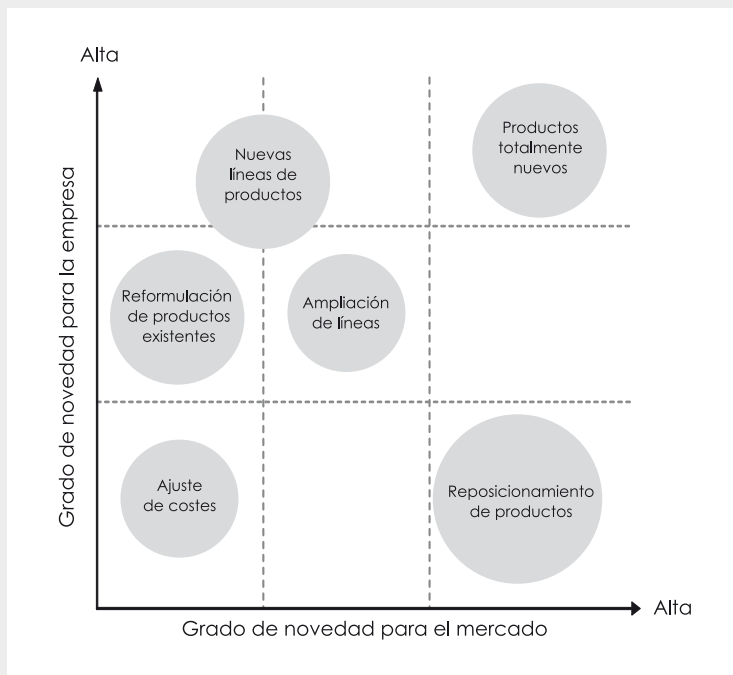 Alta
Grado de novedad para la empresa
Nuevas
líneas de
productos
Productos
totalmente
nuevos
Reformulación
de productos
existentes
Ampliación
de líneas
Ajuste
de costes
Reposicionamiento
de productos
Alta
Grado de novedad para el mercado